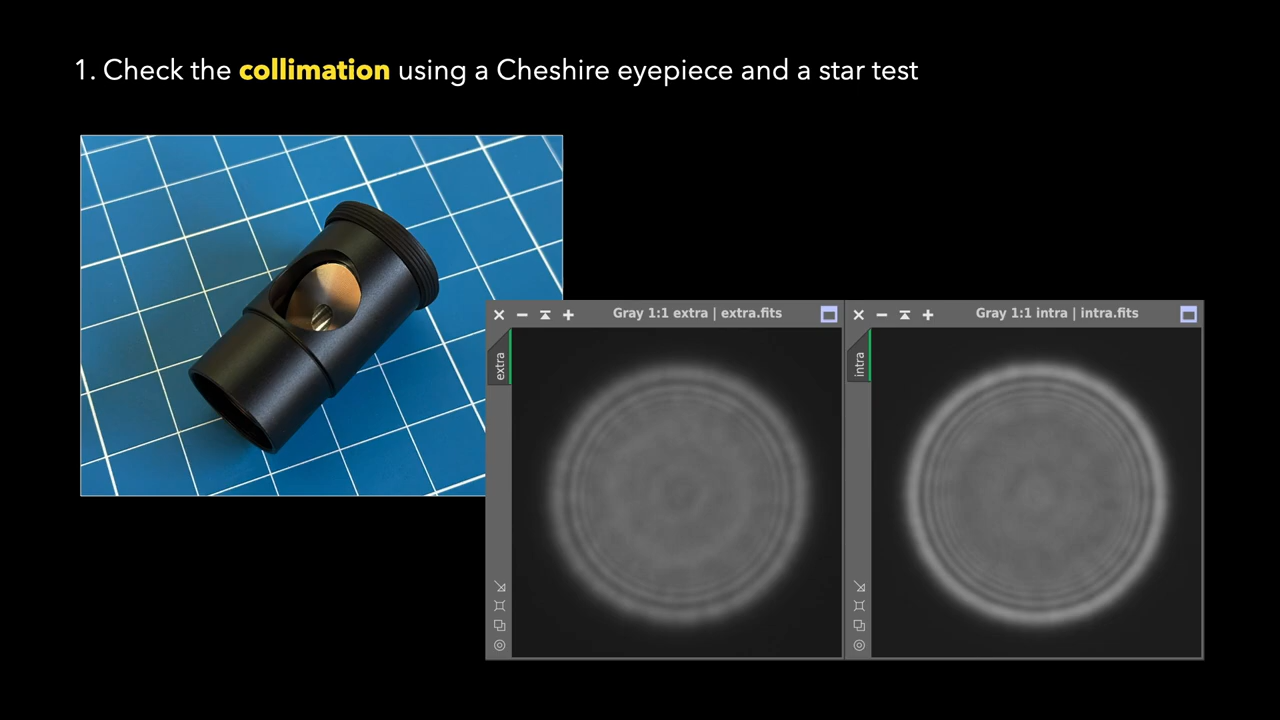 1. Check the collimation using a Cheshire eyepiece and a star test
Gray 1:1 extra | extra.fits
extra
Gray 1:1 intra | intra.fits
intra